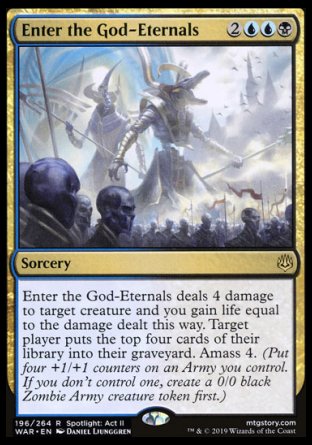 Enter the God-Eternals 2
Sorcery
Enter the God-Eternals deals 4 damage
to target creature and you gain life equal
to the damage dealt this way. Target
player puts the top four cards of their
library into their graveyard. Amass 4. (Put
four +1/+1 counters on an Army you control.
If you don't control one, create a 0/0 black
Zombie Army creature token first.)
196/264 R Spotlight: Act II mtgstory.com
WAR • EN Daniel Ljunggren ™ & © 2019 Wizards of the Coast